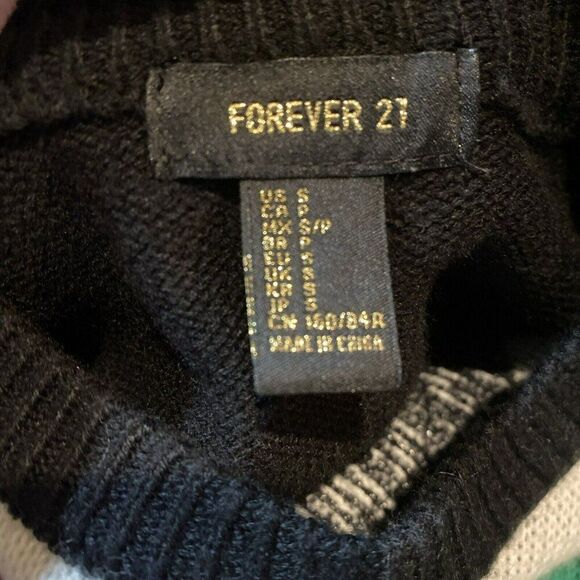 FOREVER 21
US S
CA P
MX S/P
BR P
EU S
UK S
KR S
JP S
CN 160/84A
MADE IN CHINA